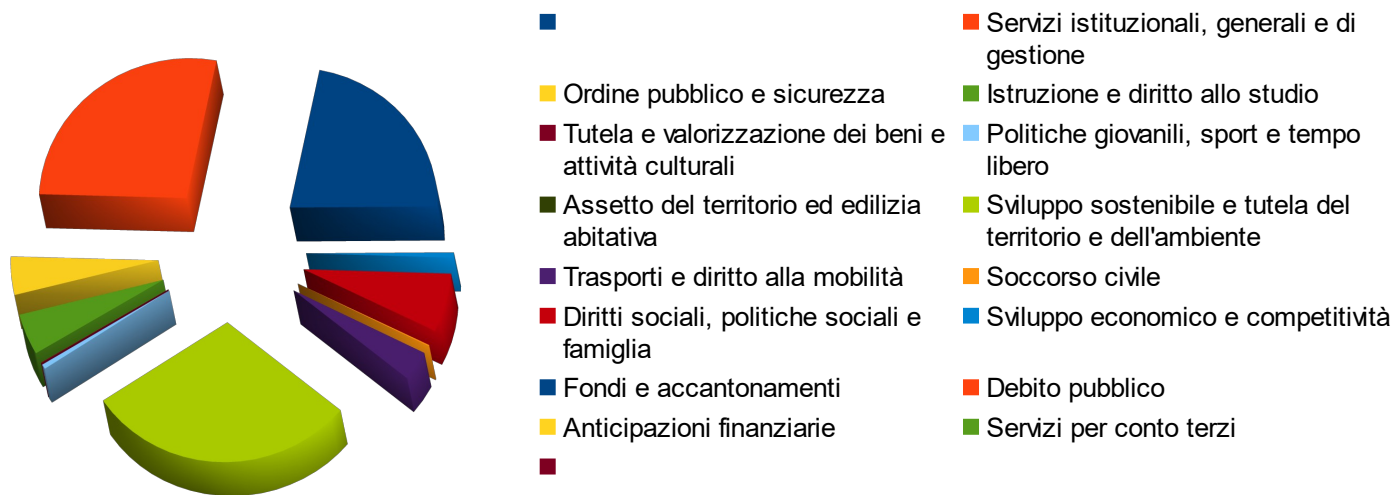 Servizi istituzionali, generali e di
gestione
Ordine pubblico e sicurezza
Istruzione e diritto allo studio
Tutela e valorizzazione dei beni e
attività culturali
Politiche giovanili, sport e tempo
libero
Assetto del territorio ed edilizia
abitativa
Sviluppo sostenibile e tutela del
territorio e dell'ambiente
Trasporti e diritto alla mobilità
Soccorso civile
Diritti sociali, politiche sociali e
famiglia
Sviluppo economico e competitività
Fondi e accantonamenti
Debito pubblico
Anticipazioni finanziarie
Servizi per conto terzi